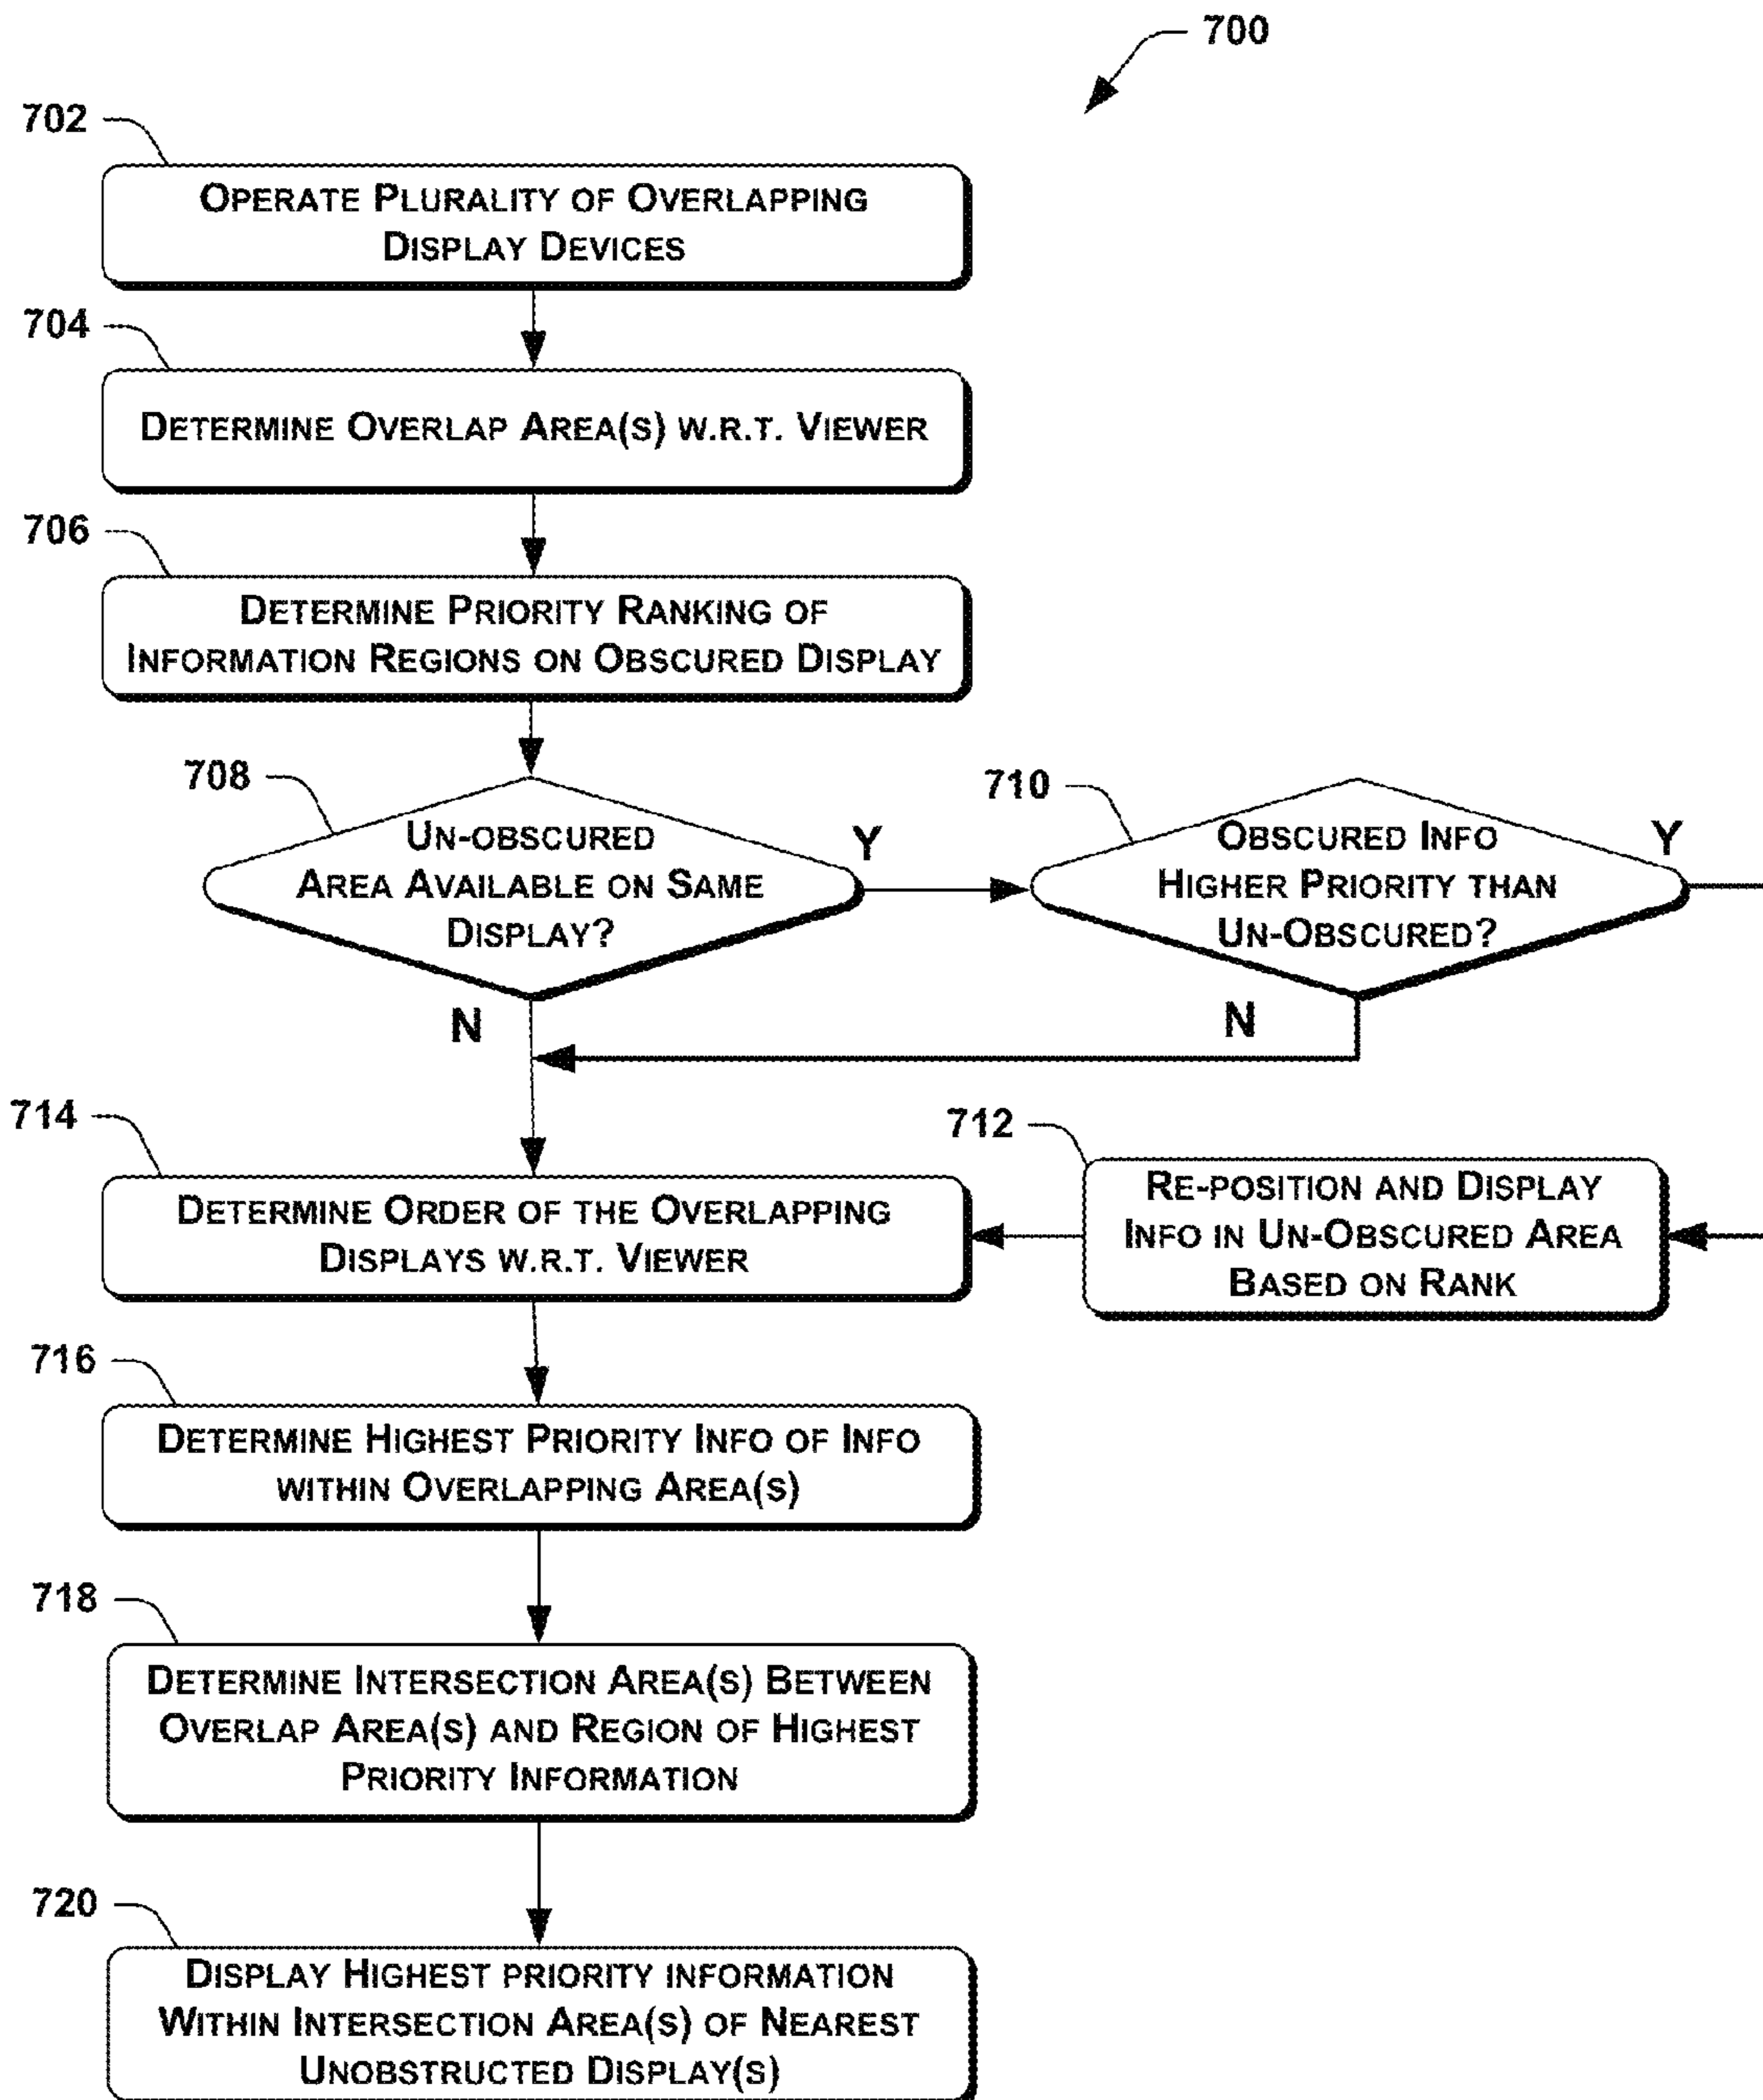 700
702
OPERATE PLURALITY OF OVERLAPPING
DISPLAY DEVICES
704
DETERMINE OVERLAP AREA(S) W.R.T. VIEWER
706
DETERMINE PRIORITY RANKING OF
INFORMATION REGIONS ON OBSCURED DISPLAY
708
UN-OBSCURED
AREA AVAILABLE ON SAME
DISPLAY?
Y
N
710
OBSCURED INFO
HIGHER PRIORITY THAN
UN-OBSCURED?
Y
N
712
RE-POSITION AND DISPLAY
INFO IN UN-OBSCURED AREA
BASED ON RANK
714
DETERMINE ORDER OF THE OVERLAPPING
DISPLAYS W.R.T. VIEWER
716
DETERMINE HIGHEST PRIORITY INFO OF INFO
WITHIN OVERLAPPING AREA(S)
718
DETERMINE INTERSECTION AREA(S) BETWEEN
OVERLAP AREA(S) AND REGION OF HIGHEST
PRIORITY INFORMATION
720
DISPLAY HIGHEST PRIORITY INFORMATION
WITHIN INTERSECTION AREA(S) OF NEAREST
UNOBSTRUCTED DISPLAY(S)